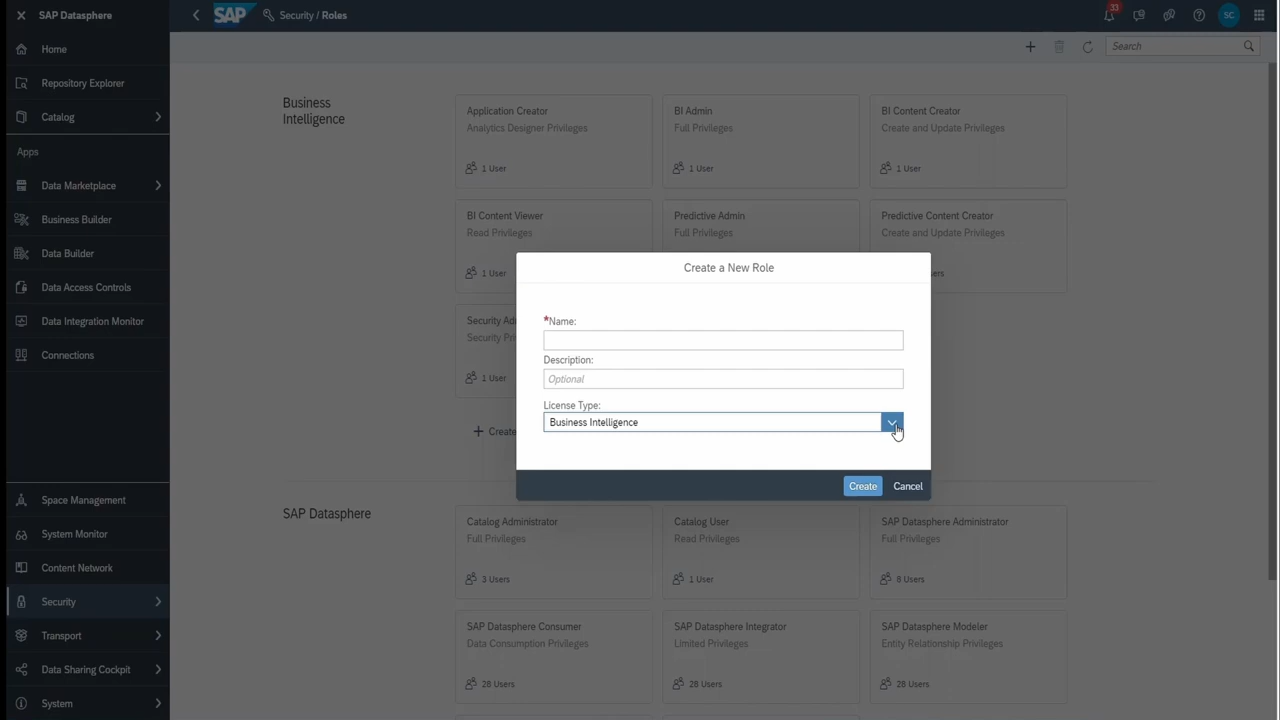 SAP Datasphere
SAP
Security / Roles
33
SC
Home
Repository Explorer
Catalog
Apps
Data Marketplace
Business Builder
Data Builder
Data Access Controls
Data Integration Monitor
Connections
Space Management
System Monitor
Content Network
Security
Transport
Data Sharing Cockpit
System
Search
Business
Intelligence
Application Creator
Analytics Designer Privileges
1 User
BI Admin
Full Privileges
1 User
BI Content Creator
Create and Update Privileges
1 User
BI Content Viewer
Read Privileges
1 User
Predictive Admin
Full Privileges
Predictive Content Creator
Create and Update Privileges
1 User
Create
Create a New Role
*Name:
Description:
Optional
License Type:
Business Intelligence
Create
Cancel
SAP Datasphere
Catalog Administrator
Full Privileges
3 Users
Catalog User
Read Privileges
1 User
SAP Datasphere Administrator
Full Privileges
8 Users
SAP Datasphere Consumer
Data Consumption Privileges
28 Users
SAP Datasphere Integrator
Limited Privileges
28 Users
SAP Datasphere Modeler
Entity Relationship Privileges
28 Users